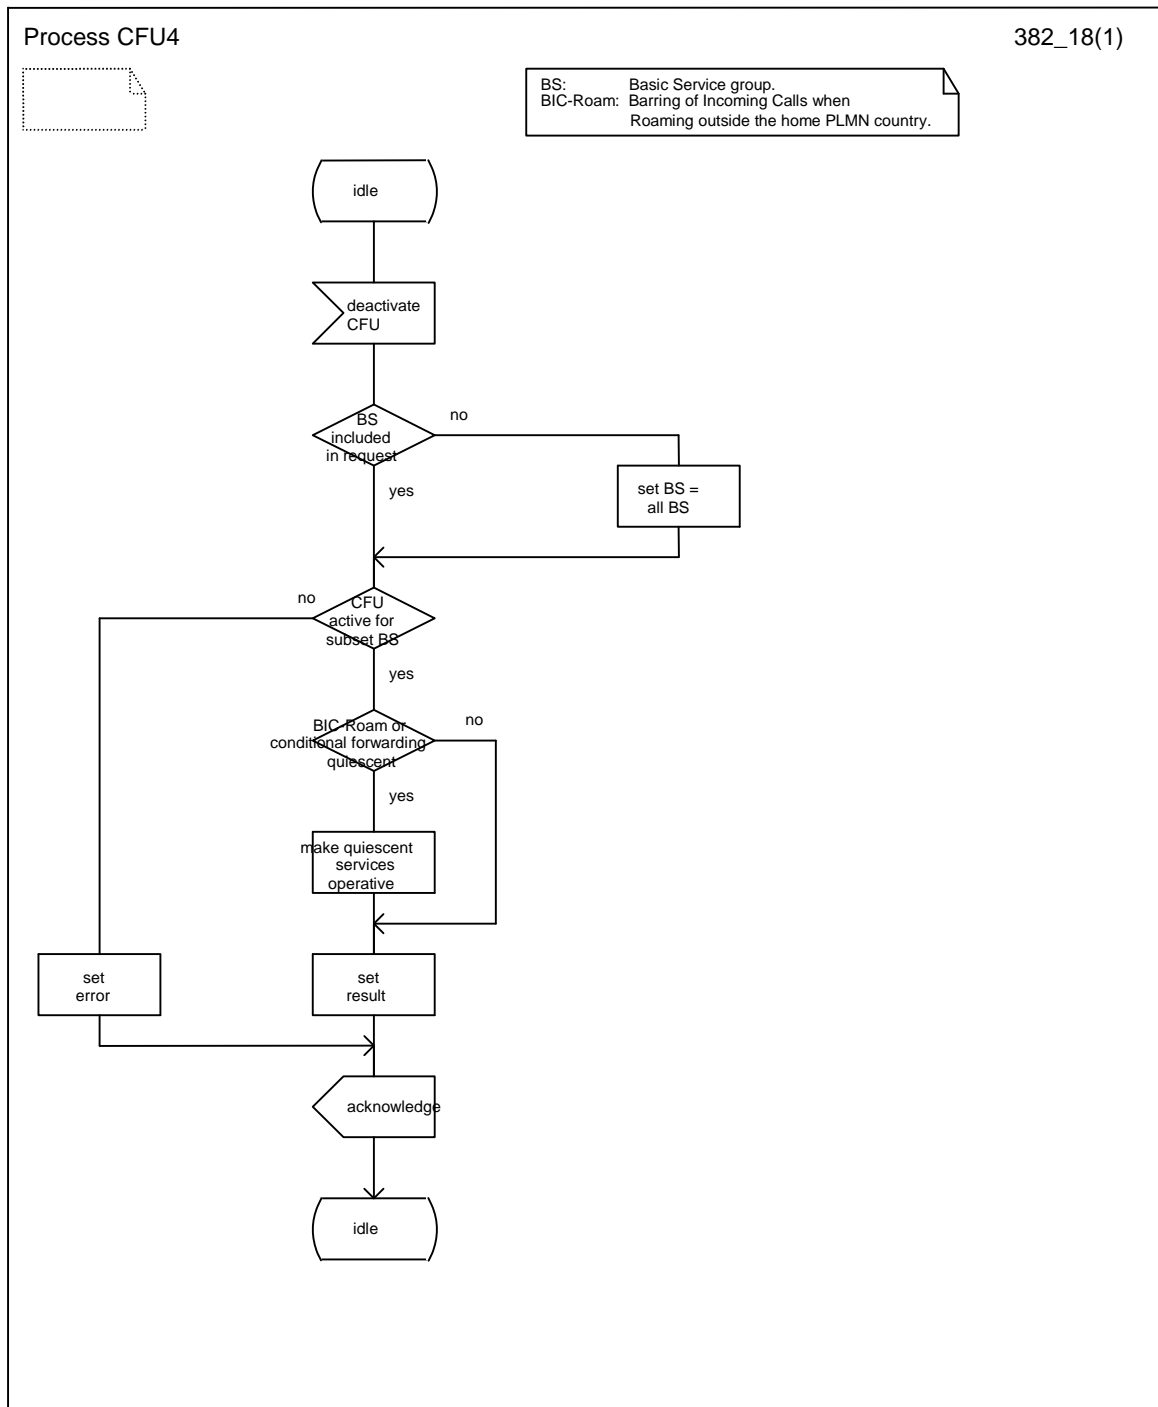 Process CFU4
382_18(1)
BS: Basic Service group.
BIC-Roam: Barring of Incoming Calls when
Roaming outside the home PLMN country.
idle
deactivate
CFU
BS
included
in request
no
yes
set BS =
all BS
no
CFU
active for
subset BS
yes
BIC-Roam or
conditional forwarding
quiescent
no
yes
make quiescent
services
operative
set
error
set
result
acknowledge
idle